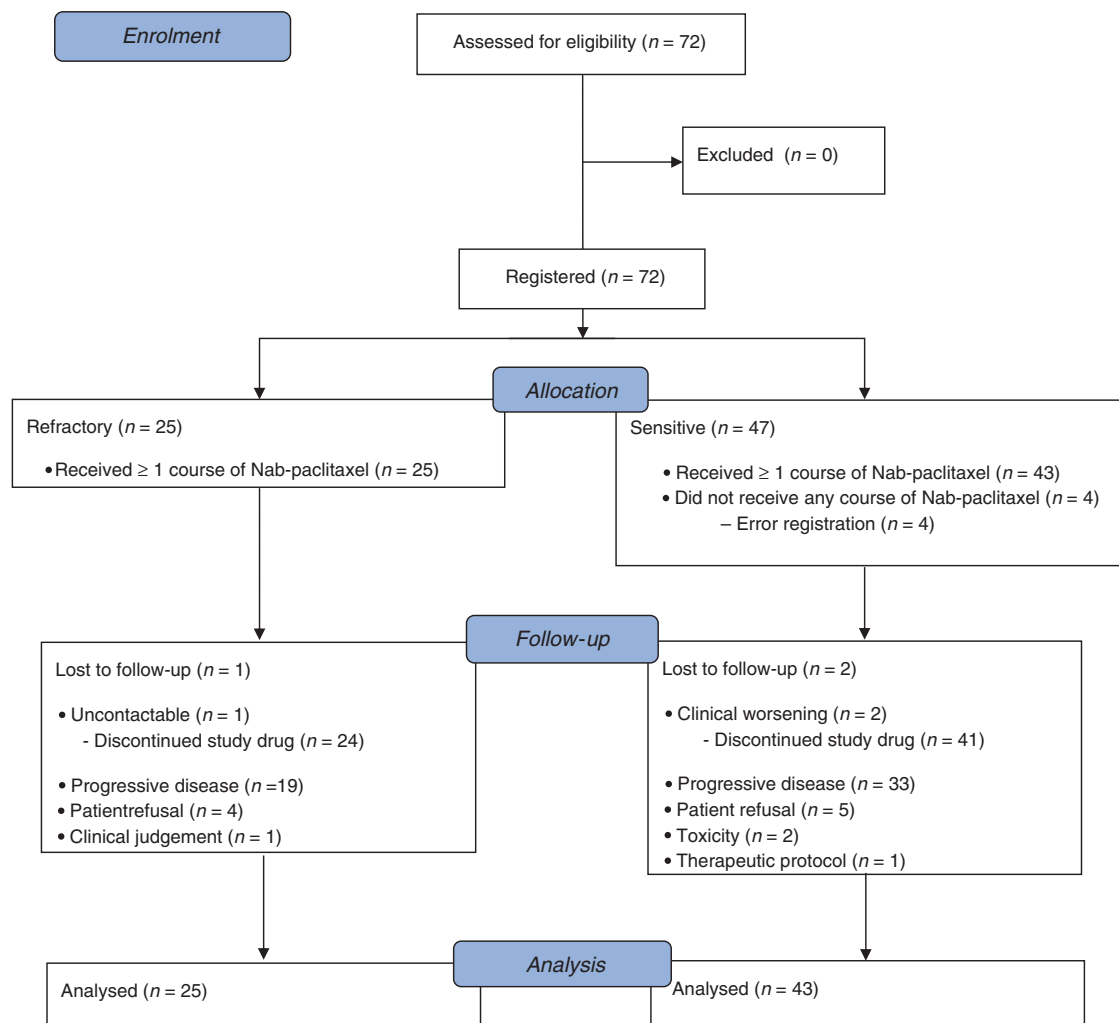 Enrolment
Assessed for eligibility (n = 72)
Excluded (n = 0)
Registered (n = 72)
Allocation
Refractory (n = 25)
• Received ≥ 1 course of Nab-paclitaxel (n = 25)
Sensitive (n = 47)
• Received ≥ 1 course of Nab-paclitaxel (n = 43)
• Did not receive any course of Nab-paclitaxel (n = 4)
– Error registration (n = 4)
Follow-up
Lost to follow-up (n = 1)
• Uncontactable (n = 1)
- Discontinued study drug (n = 24)
• Progressive disease (n =19)
• Patientrefusal (n = 4)
• Clinical judgement (n = 1)
Lost to follow-up (n = 2)
• Clinical worsening (n = 2)
- Discontinued study drug (n = 41)
• Progressive disease (n = 33)
• Patient refusal (n = 5)
• Toxicity (n = 2)
• Therapeutic protocol (n = 1)
Analysis
Analysed (n = 25)
Analysed (n = 43)